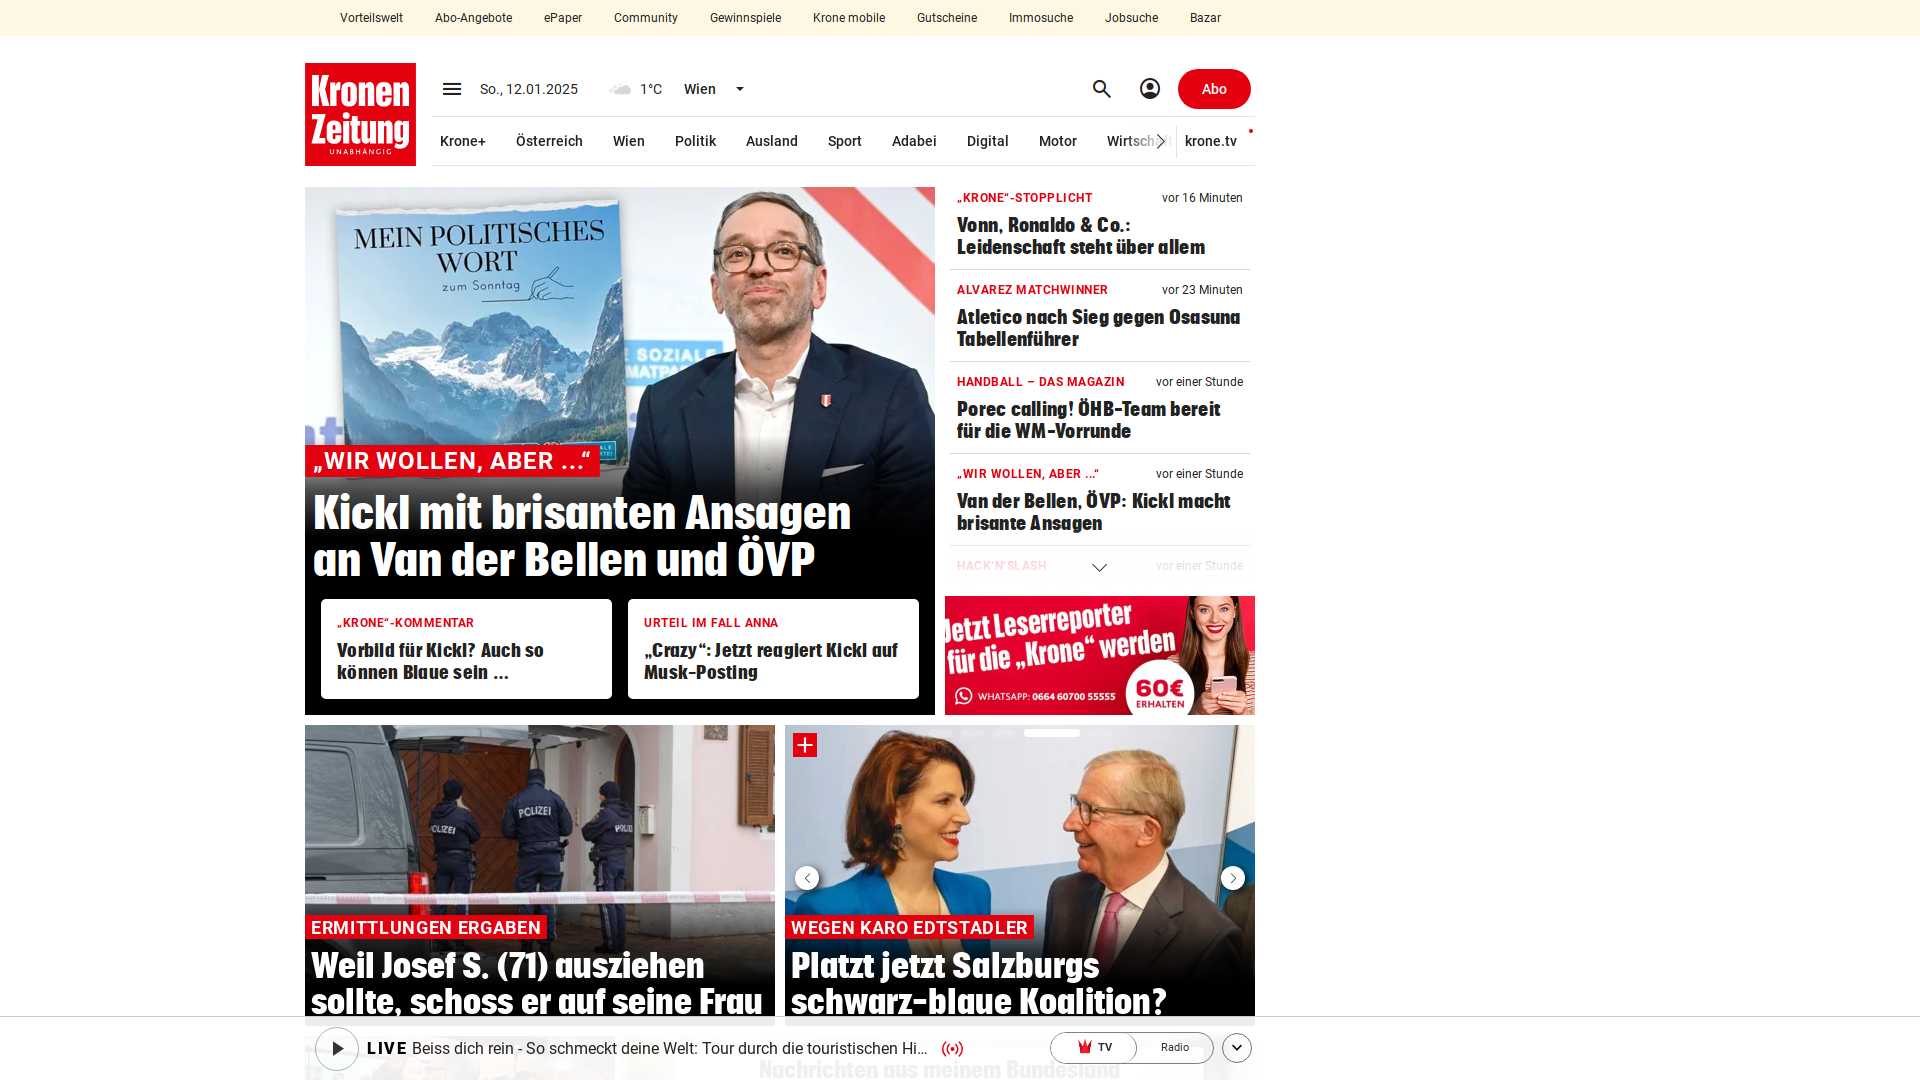 Vorteilswelt
Abo-Angebote
ePaper
Community
Gewinnspiele
Krone mobile
Gutscheine
Immosuche
Jobsuche
Bazar
Kronen
Zeitung
UNABHÄNGIG
So., 12.01.2025
1°C
Wien
Abo
Krone+
Österreich
Wien
Politik
Ausland
Sport
Adabei
Digital
Motor
Wirtschaft
krone.tv
MEIN POLITISCHES
WORT
zum Sonntag
E SOZIALE
MATPAR
„WIR WOLLEN, ABER ...“
Kickl mit brisanten Ansagen
an Van der Bellen und ÖVP
„KRONE“-KOMMENTAR
Vorbild für Kickl? Auch so
können Blaue sein ...
URTEIL IM FALL ANNA
„Crazy“: Jetzt reagiert Kickl auf
Musk-Posting
„KRONE“-STOPPLICHT
vor 16 Minuten
Vonn, Ronaldo & Co.:
Leidenschaft steht über allem
ALVAREZ MATCHWINNER
vor 23 Minuten
Atletico nach Sieg gegen Osasuna
Tabellenführer
HANDBALL – DAS MAGAZIN
vor einer Stunde
Porec calling! ÖHB-Team bereit
für die WM-Vorrunde
„WIR WOLLEN, ABER ...“
vor einer Stunde
Van der Bellen, ÖVP: Kickl macht
brisante Ansagen
HACK'N'SLASH
vor einer Stunde
Jetzt Leserreporter
für die „Krone“ werden
WHATSAPP: 0664 60700 55555
60€
ERHALTEN
POLIZEI
POLIZEI
POLIZ
ERMITTLUNGEN ERGABEN
Weil Josef S. (71) ausziehen
sollte, schoss er auf seine Frau
WEGEN KARO EDTSTADLER
Platzt jetzt Salzburgs
schwarz-blaue Koalition?
LIVE Beiss dich rein - So schmeckt deine Welt: Tour durch die touristischen Hi...
TV
Radio
Nachrichten aus meinem Bundesland